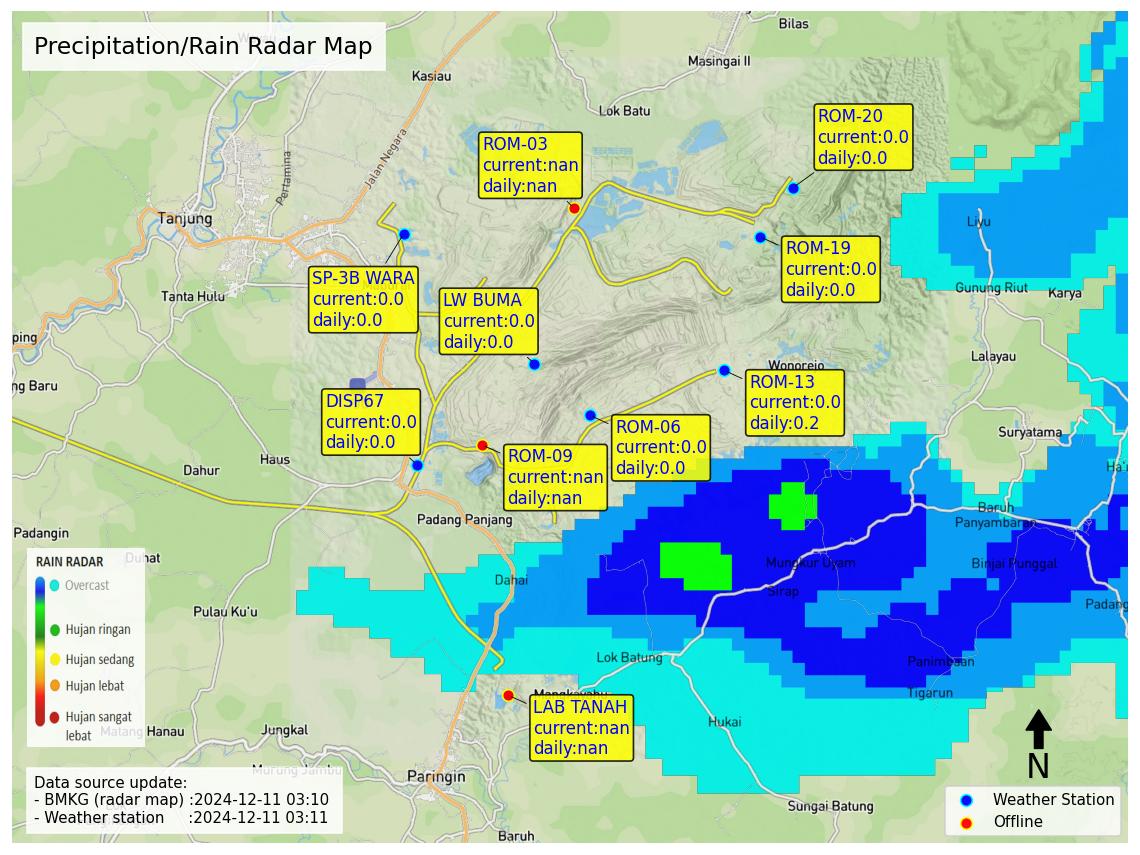 Precipitation/Rain Radar Map
Bilas
Masingai II
Kasiau
Lok Batu
Jalan Negara
Pertamina
Tanjung
Tanta Hulu
ROM-03
current:nan
daily:nan
ROM-20
current:0.0
daily:0.0
ROM-19
current:0.0
daily:0.0
SP-3B WARA
current:0.0
daily:0.0
LW BUMA
current:0.0
daily:0.0
Liyu
Gunung Riut
Karya
Lalayau
Wonorejo
ROM-13
current:0.0
daily:0.2
DISP67
current:0.0
daily:0.0
ROM-06
current:0.0
daily:0.0
ROM-09
current:nan
daily:nan
ping
ng Baru
Suryatama
Haus
Dahur
Padang Panjang
Baruh
Panyambaran
Padangin
Dahai
Mungkur Uyam
Sirap
Binjai Punggal
Padang
Pulau Ku'u
Lok Batung
Panimbaan
Tigarun
Hukai
LAB TANAH
current:nan
daily:nan
Jungkal
Paringin
Sungai Batung
Baruh
RAIN RADAR
Overcast
Hujan ringan
Hujan sedang
Hujan lebat
Hujan sangat
lebat
Data source update:
- BMKG (radar map) :2024-12-11 03:10
- Weather station :2024-12-11 03:11
N
Weather Station
Offline